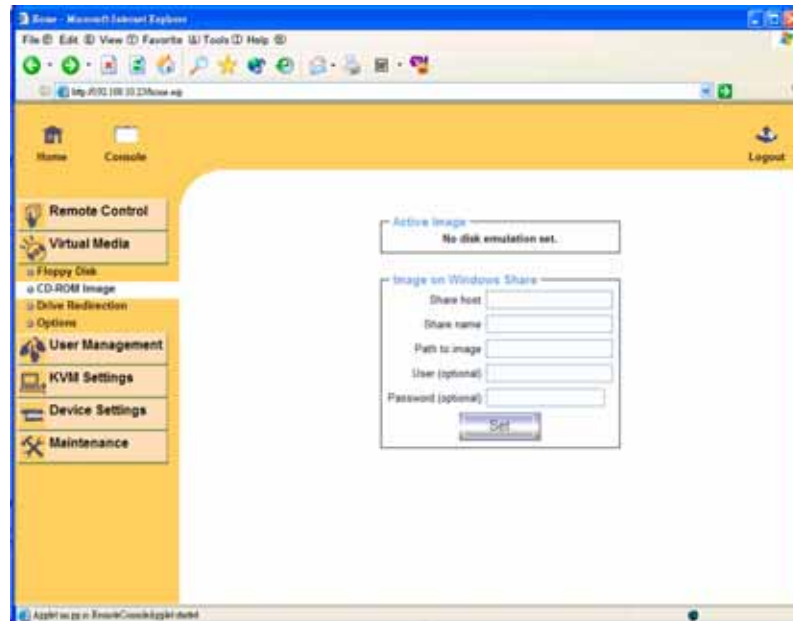 Home - Microsoft Internet Explorer
File Edit View Favorite Tools Help
Home
Console
Logout
Remote Control
Virtual Media
Floppy Disk
CD-ROM Image
Drive Redirection
Options
User Management
KVM Settings
Device Settings
Maintenance
Active Image
No disk emulation set.
Image on Windows Share
Share host
Share name
Path to image
User (optional)
Password (optional)
Set
started